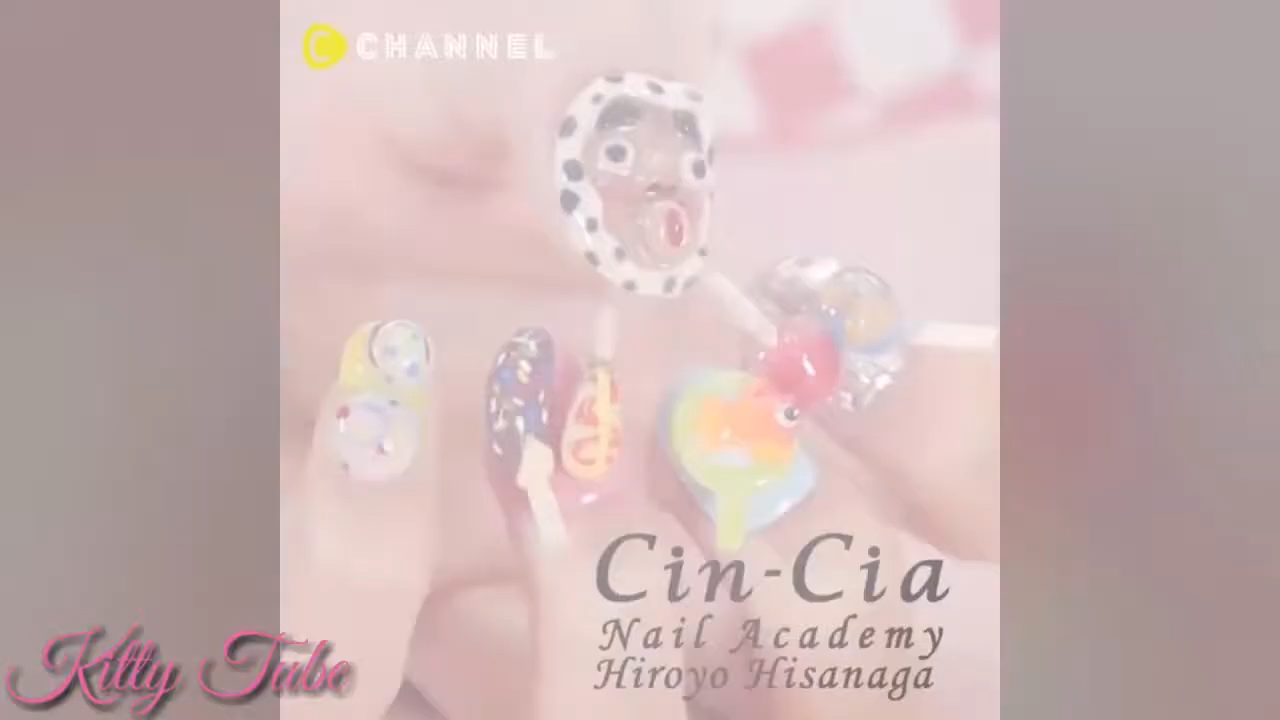 C CHANNEL
Cin-Cia
Nail Academy
Hiroyo Hisanaga
Kitty Tube